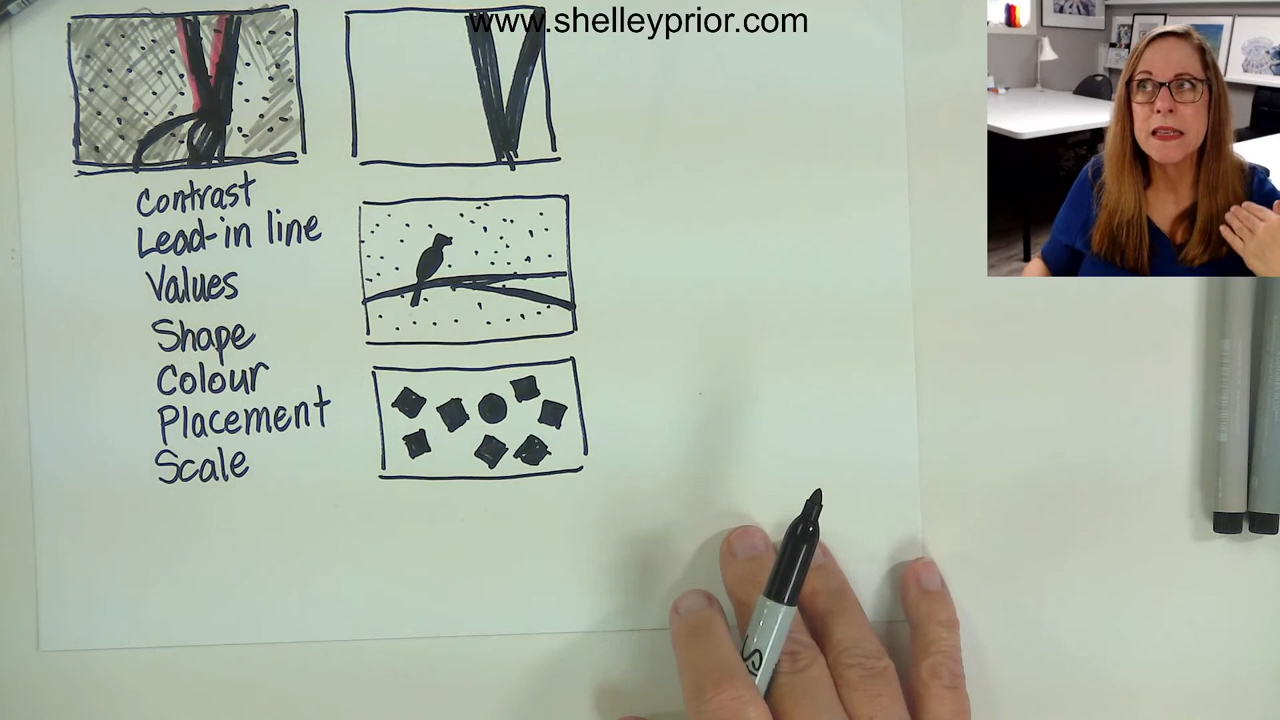 www.shelleyprior.com
Contrast
Lead-in line
Values
Shape
Colour
Placement
Scale